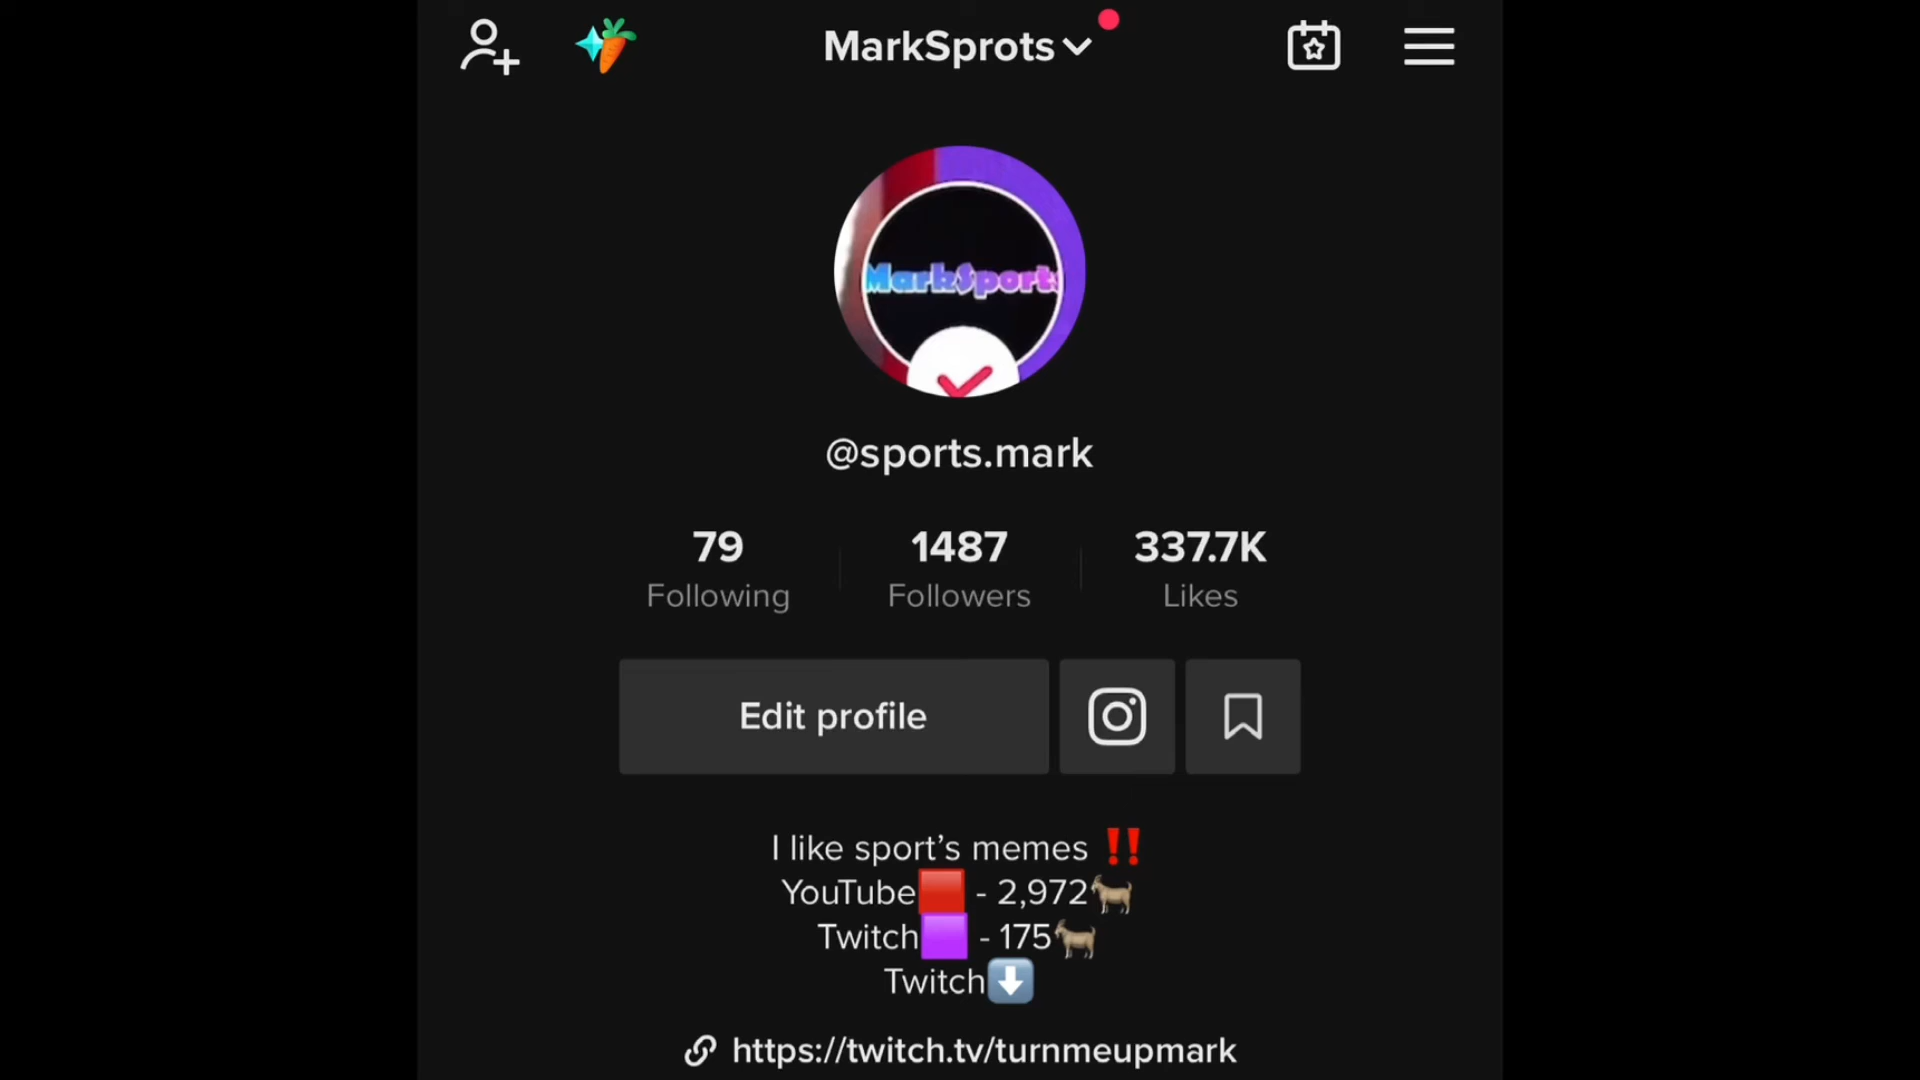 MarkSprots
MarkSports
@sports.mark
79 1487 337.7K
Following Followers Likes
Edit profile
I like sport’s memes ‼️
YouTube🟥 - 2,972🐐
Twitch🟪 - 175🐐
Twitch⬇️
https://twitch.tv/turnmeupmark